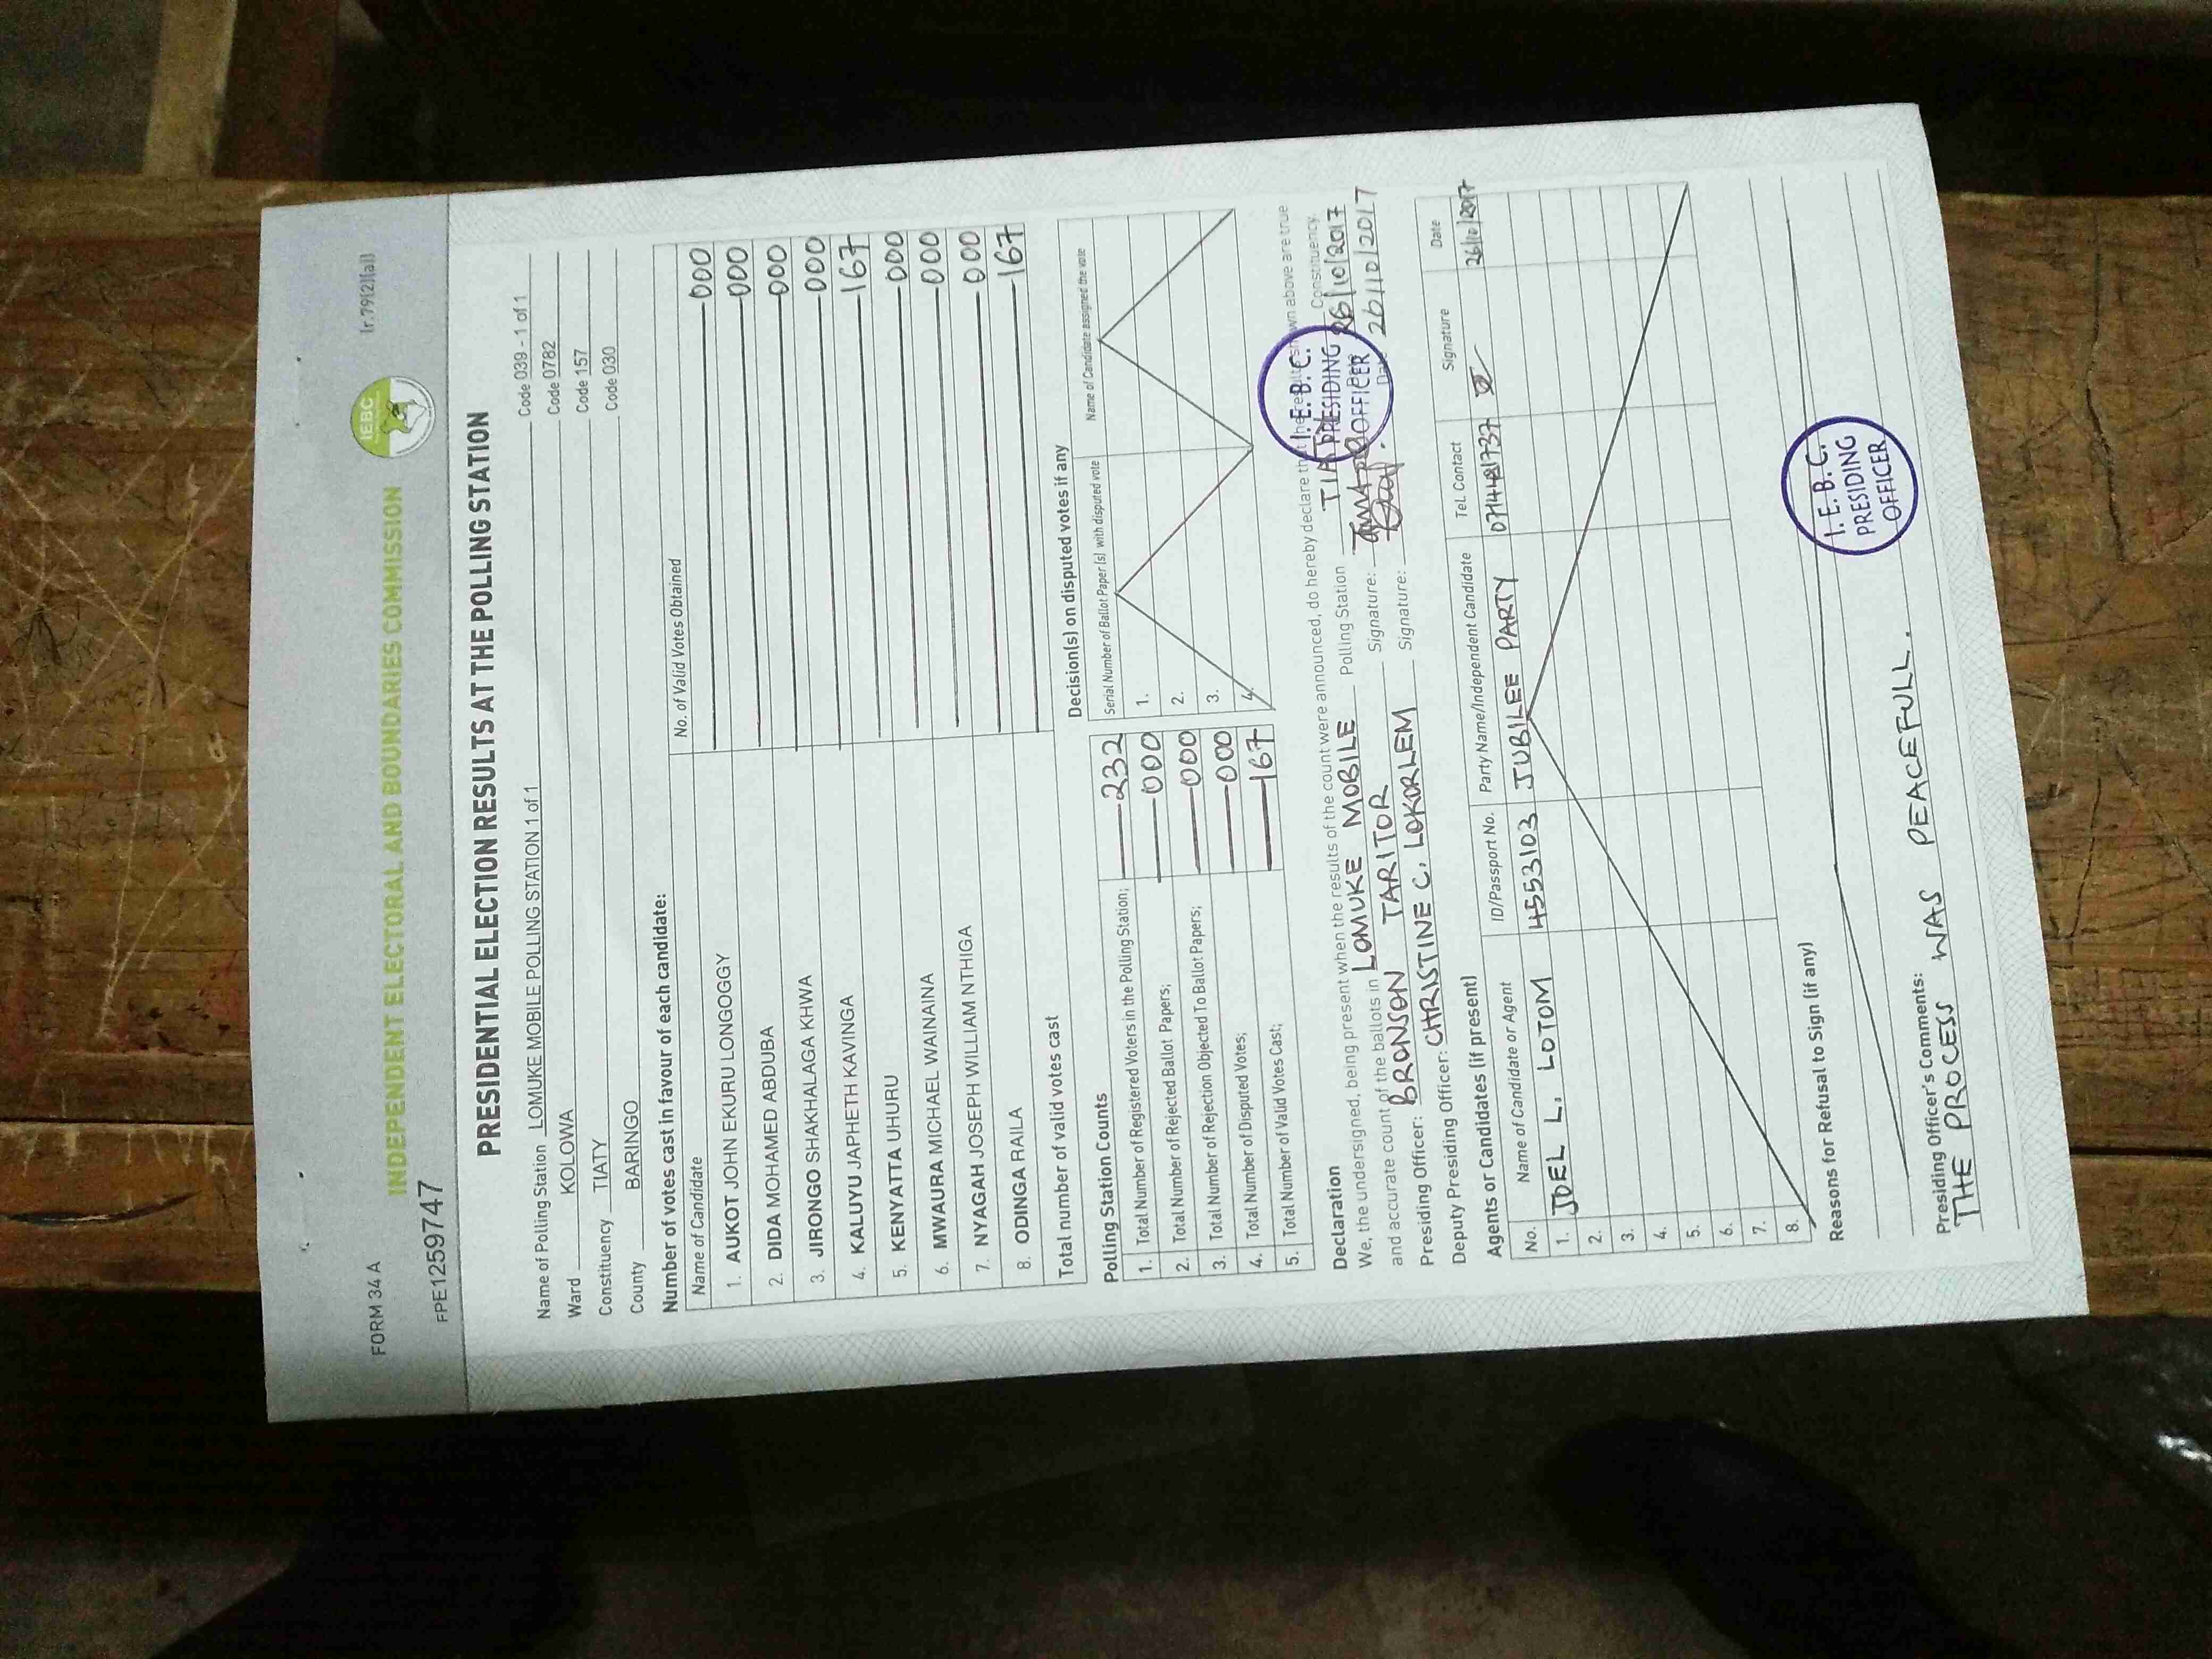 FORM 34 A
(r.79(2)(a))
INDEPENDENT ELECTORAL AND BOUNDARIES COMMISSION
IEBC
FPE1259747
PRESIDENTIAL ELECTION RESULTS AT THE POLLING STATION
Name of Polling Station LOMUKE MOBILE POLLING STATION 1 of 1 Code 039 - 1 of 1
Ward KOLOWA Code 0782
Constituency TIATY Code 157
County BARINGO Code 030
Number of votes cast in favour of each candidate:
Name of Candidate No. of Valid Votes Obtained
1. AUKOT JOHN EKURU LONGOGGY 000
2. DIDA MOHAMED ABDUBA 000
3. JIRONGO SHAKHALAGA KHWA 000
4. KALUYU JAPHETH KAVINGA 000
5. KENYATTA UHURU 167
6. MWAURA MICHAEL WAINAINA 000
7. NYAGAH JOSEPH WILLIAM NTHIGA 000
8. ODINGA RAILA 000
Total number of valid votes cast 167
Polling Station Counts
1. Total Number of Registered Voters in the Polling Station; 232
2. Total Number of Rejected Ballot Papers; 000
3. Total Number of Rejection Objected To Ballot Papers; 000
4. Total Number of Disputed Votes; 000
5. Total Number of Valid Votes Cast; 167
Decision(s) on disputed votes if any
Serial Number of Ballot Paper (s) with disputed vote Name of Candidate assigned the vote
1.
2.
3.
4.
Declaration
We, the undersigned, being present when the results of the count were announced, do hereby declare that the results shown above are true
and accurate count of the ballots in LOMUKE MOBILE Polling Station Constituency.
Presiding Officer: BRONSON TARITOR Signature: 26/10/2017
Deputy Presiding Officer: CHRISTINE C. LOKORLEM Signature: Date 26/10/2017
I.E.B.C.
PRESIDING
OFFICER
Agents or Candidates (if present)
No. Name of Candidate or Agent ID/Passport No. Party Name/Independent Candidate Tel. Contact Signature Date
1. JOEL L. LOTOM 4553103 JUBILEE PARTY 0714481737 26/10/2017
2.
3.
4.
5.
6.
7.
8.
Reasons for Refusal to Sign (if any)
Presiding Officer's Comments:
THE PROCESS WAS PEACEFULL.
I.E.B.C.
PRESIDING
OFFICER